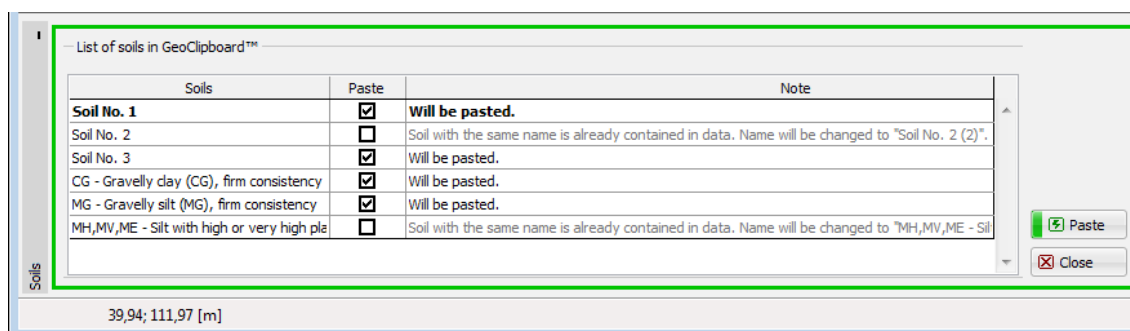 List of soils in GeoClipboard™
Soils Paste Note
Soil No. 1 Will be pasted.
Soil No. 2 Soil with the same name is already contained in data. Name will be changed to "Soil No. 2 (2)".
Soil No. 3 Will be pasted.
CG - Gravelly clay (CG), firm consistency Will be pasted.
MG - Gravelly silt (MG), firm consistency Will be pasted.
MH,MV,ME - Silt with high or very high pla Soil with the same name is already contained in data. Name will be changed to "MH,MV,ME - Sil
Paste
Close
Soils
39,94; 111,97 [m]